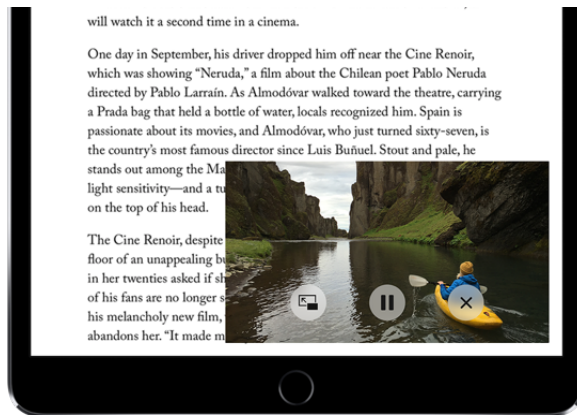 will watch it a second time in a cinema.
One day in September, his driver dropped him off near the Cine Renoir,
which was showing “Neruda,” a film about the Chilean poet Pablo Neruda
directed by Pablo Larraín. As Almodóvar walked toward the theatre, carrying
a Prada bag that held a bottle of water, locals recognized him. Spain is
passionate about its movies, and Almodóvar, who just turned sixty-seven, is
the country’s most famous director since Luis Buñuel. Stout and pale, he
stands out among the Ma
light sensitivity—and a tu
on the top of his head.
The Cine Renoir, despite
floor of an unappealing bu
in her twenties asked if sh
of his fans are no longer s
his melancholy new film,
abandons her. “It made m